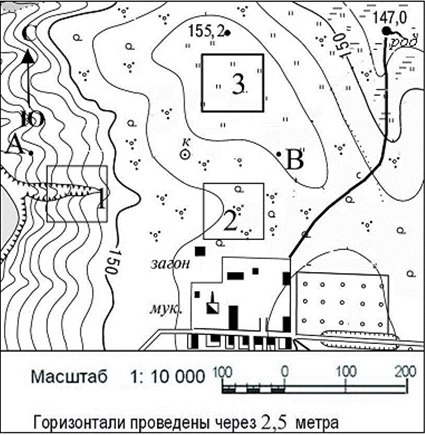 155,2
147,0
150
род.
3
Ю
А
к
В
1
2
150
загон
мук.
Масштаб 1: 10 000 100 0 100 200
Горизонтали проведены через 2,5 метра